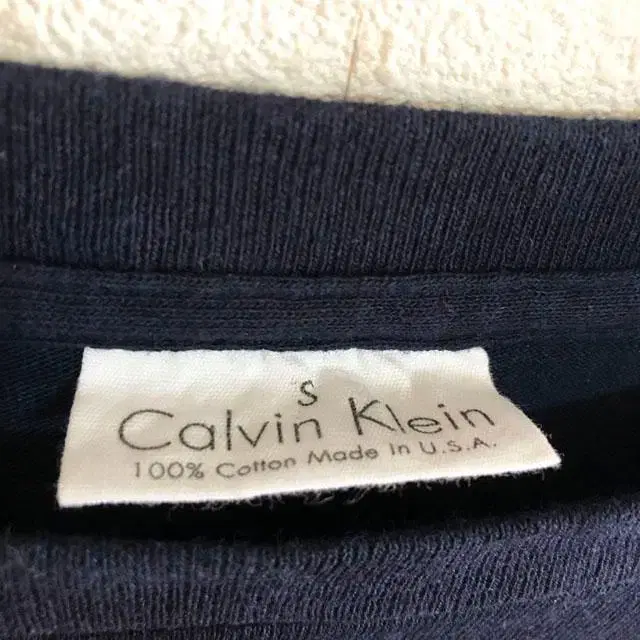 S
Calvin Klein
100% Cotton Made In U.S.A.